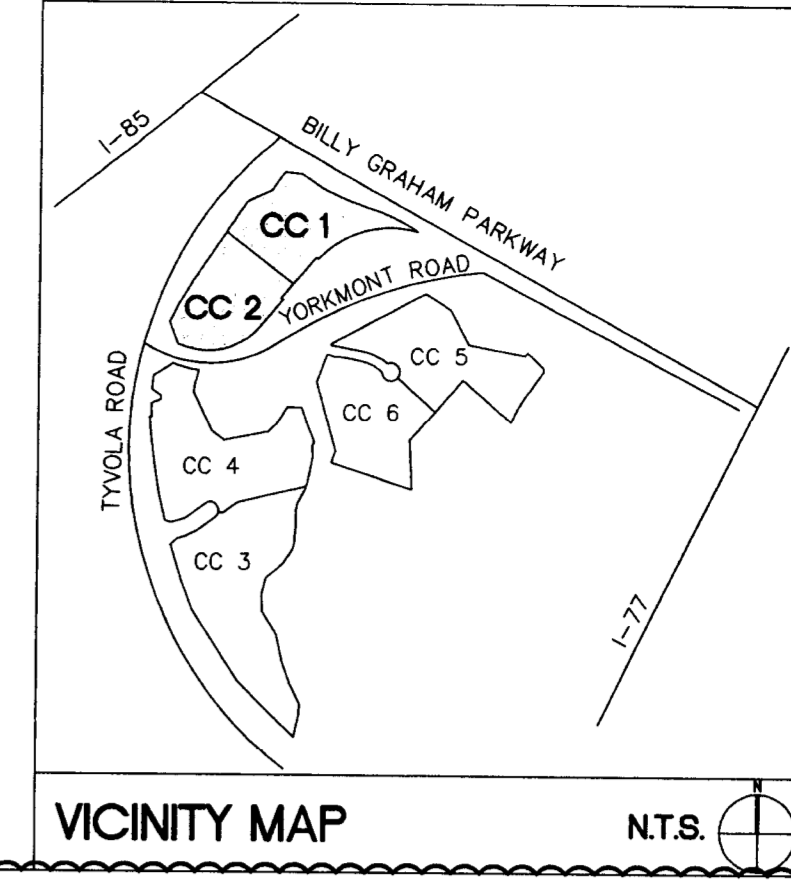 I-85
BILLY GRAHAM PARKWAY
CC 1
CC 2
YORKMONT ROAD
CC 5
CC 6
TYVOLA ROAD
CC 4
CC 3
I-77
VICINITY MAP
N.T.S.
N